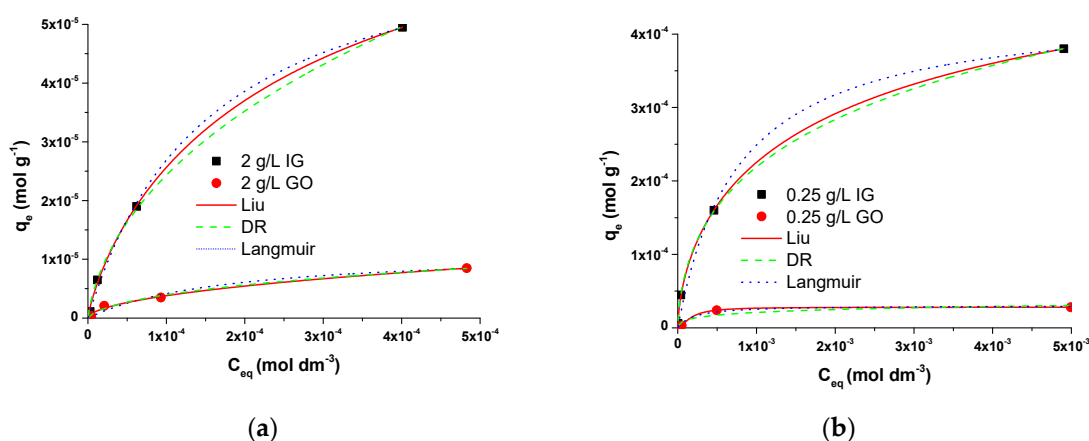 5x10⁻⁵
4x10⁻⁵
3x10⁻⁵
2x10⁻⁵
1x10⁻⁵
0
qₑ (mol g⁻¹)
2 g/L IG
2 g/L GO
Liu
DR
Langmuir
0 1x10⁻⁴ 2x10⁻⁴ 3x10⁻⁴ 4x10⁻⁴ 5x10⁻⁴
C_eq (mol dm⁻³)
(a)
4x10⁻⁴
3x10⁻⁴
2x10⁻⁴
1x10⁻⁴
0
qₑ (mol g⁻¹)
0.25 g/L IG
0.25 g/L GO
Liu
DR
Langmuir
0 1x10⁻³ 2x10⁻³ 3x10⁻³ 4x10⁻³ 5x10⁻³
C_eq (mol dm⁻³)
(b)